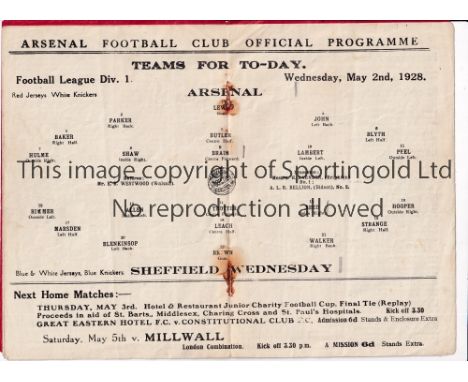 ARSENAL FOOTBALL CLUB OFFICIAL PROGRAMME
TEAMS FOR TO-DAY.
Football League Div. 1. Wednesday, May 2nd, 1928.
Red Jerseys White Knickers ARSENAL
PARKER
Right Back.
JOHN
Left Back.
BAKER
Right Half.
BUTLER
Centre Half.
BLYTH
Left Half.
HULME
Outside Right.
SHAW
Inside Right.
BRAIN
Centre Forward.
LAMBERT
Inside Left.
PEEL
Outside Left.
This image copyright of Sportingold Ltd
Mr. E. WESTWOOD (Walsall).
A. L. R. BELLION, (Sidcot), No. 2.
No reproduction allowed
RIMMER
Outside Left.
HOOPER
Outside Right.
MARSDEN
Left Half.
LEACH
Centre Half.
STRANGE
Right Half.
BLENKINSOP
Left Back.
WALKER
Right Back.
Blue & White Jerseys, Blue Knickers. SHEFFIELD WEDNESDAY
Next Home Matches:—
THURSDAY, MAY 3rd. Hotel & Restaurant Junior Charity Football Cup. Final Tie (Replay)
Proceeds in aid of St. Barts., Middlesex, Charing Cross and St. Paul's Hospitals. Kick off 3.30
GREAT EASTERN HOTEL F.C. v. CONSTITUTIONAL CLUB Admission 6d Stands & Enclosure Extra
Saturday, May 5th v. MILLWALL
London Combination. Kick off 3.30 p.m. A MISSION 6d Stands Extra.